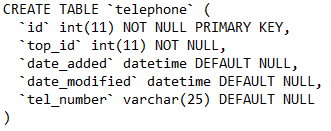 CREATE TABLE `telephone` (
  `id` int(11) NOT NULL PRIMARY KEY,
  `top_id` int(11) NOT NULL,
  `date_added` datetime DEFAULT NULL,
  `date_modified` datetime DEFAULT NULL,
  `tel_number` varchar(25) DEFAULT NULL
)